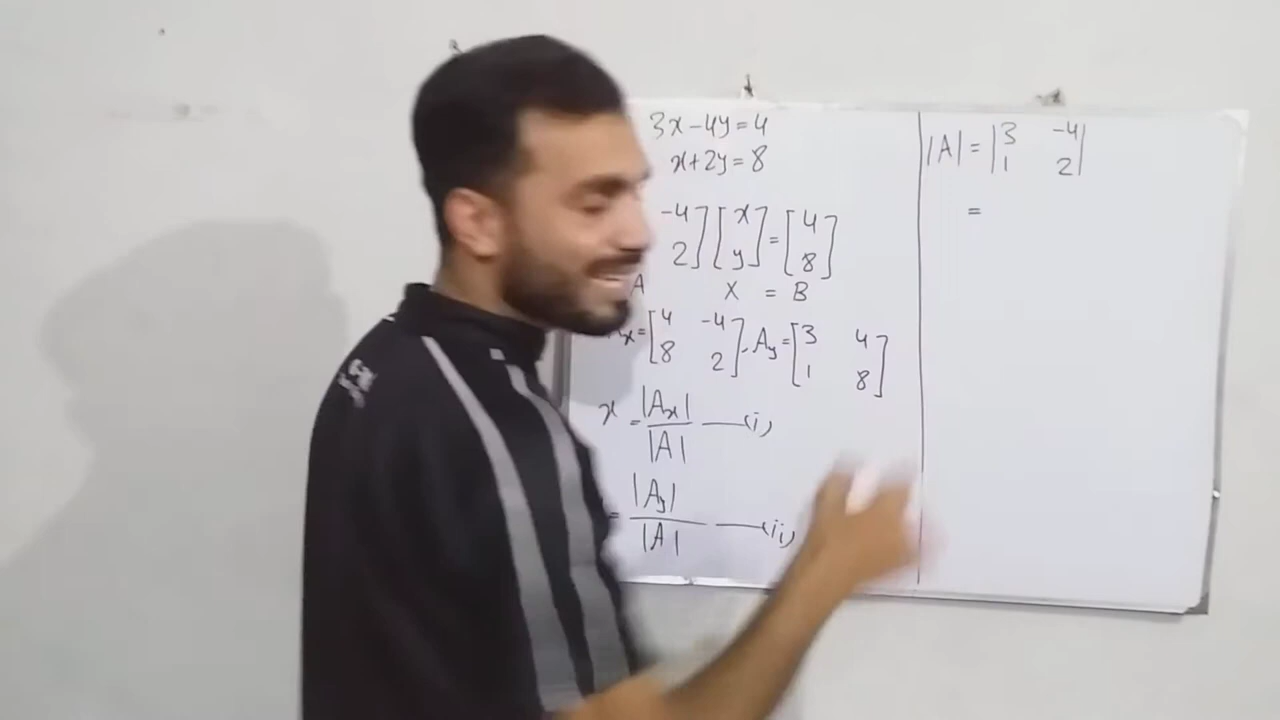 3x-4y=4
x+2y=8
-4] [x] = [4]
2] [y] [8]
A X = B
x= [4 -4], Ay= [3 4]
[8 2] [1 8]
x = |Ax| / |A| —(i)
= |Ay| / |A| —(ii)
|A| = |3 -4|
|1 2|
=